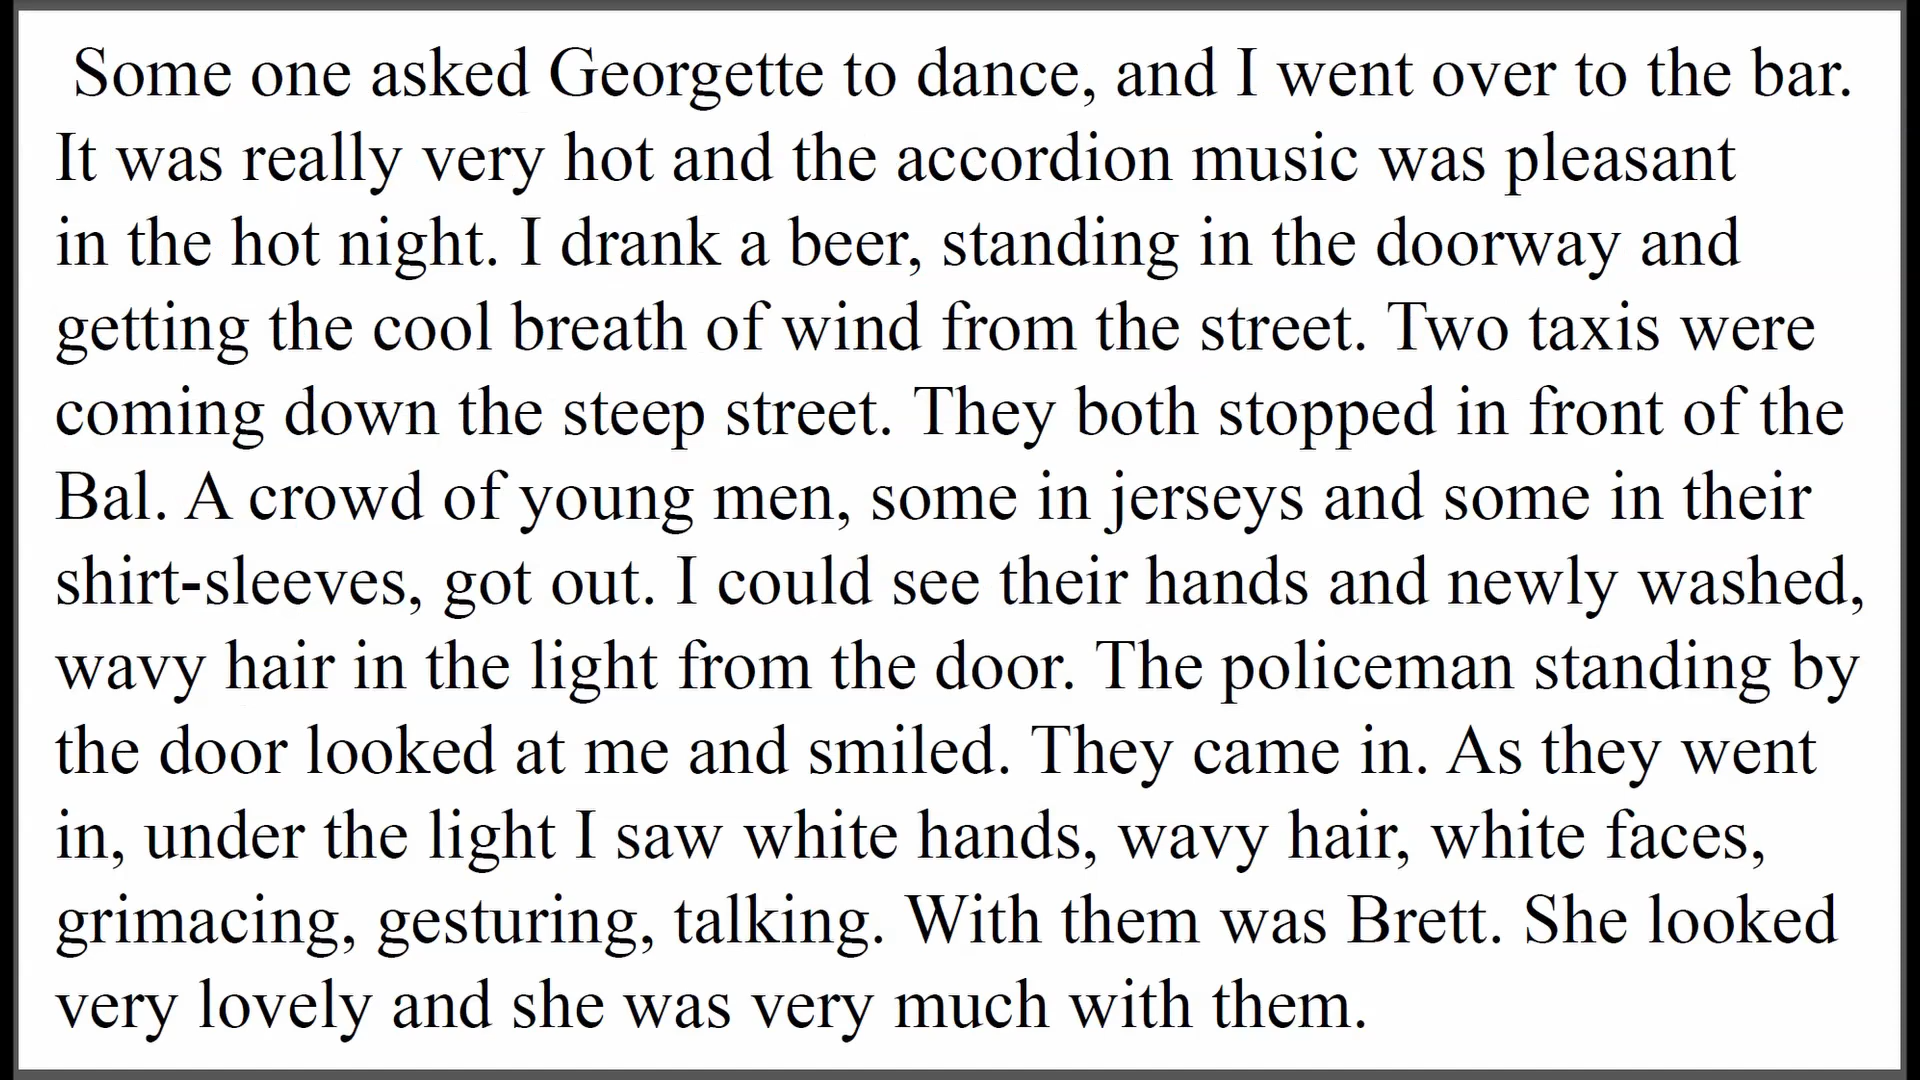 Some one asked Georgette to dance, and I went over to the bar.
It was really very hot and the accordion music was pleasant
in the hot night. I drank a beer, standing in the doorway and
getting the cool breath of wind from the street. Two taxis were
coming down the steep street. They both stopped in front of the
Bal. A crowd of young men, some in jerseys and some in their
shirt-sleeves, got out. I could see their hands and newly washed,
wavy hair in the light from the door. The policeman standing by
the door looked at me and smiled. They came in. As they went
in, under the light I saw white hands, wavy hair, white faces,
grimacing, gesturing, talking. With them was Brett. She looked
very lovely and she was very much with them.